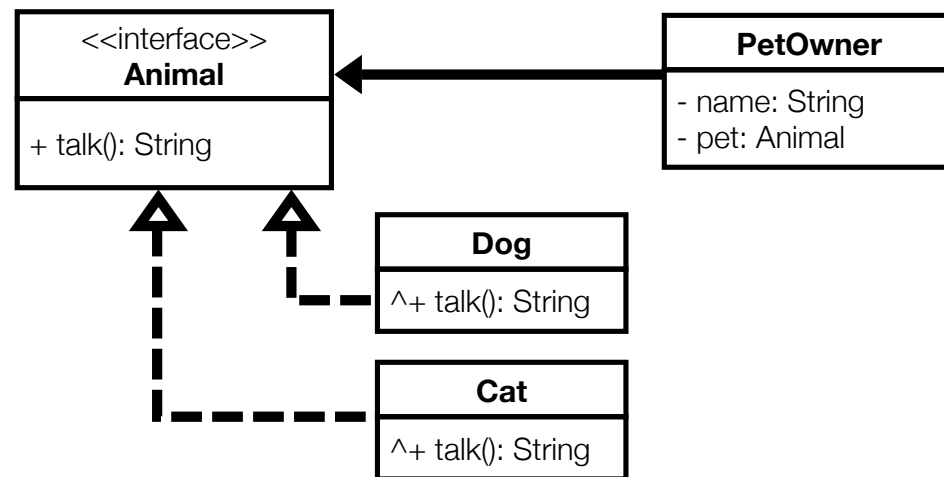 <<interface>>
Animal
+ talk(): String
PetOwner
- name: String
- pet: Animal
Dog
^+ talk(): String
Cat
^+ talk(): String